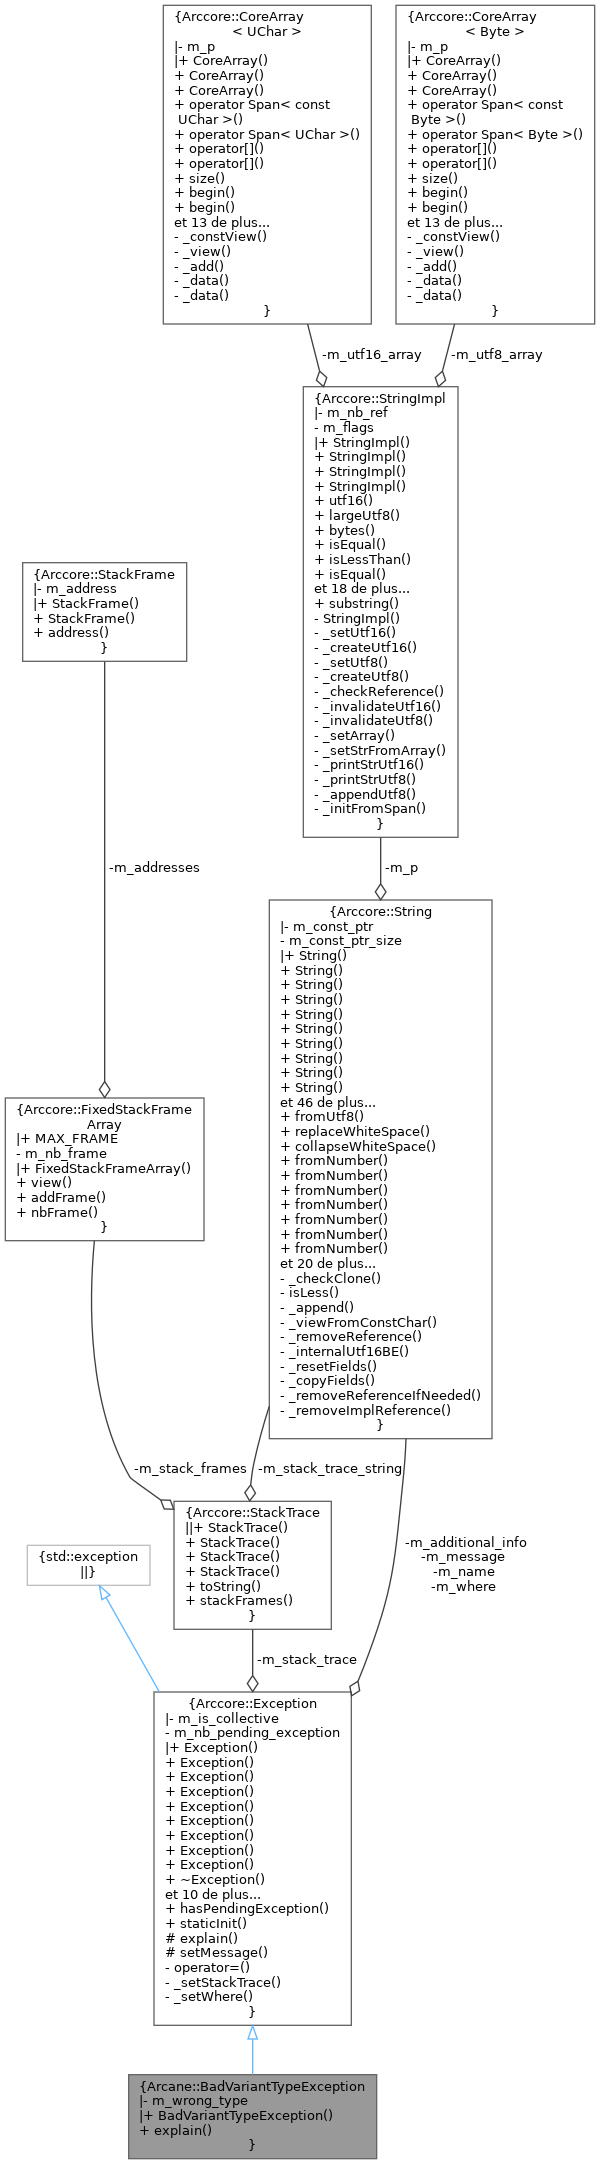 {Arccore::CoreArray
< UChar >
|- m_p
|+ CoreArray()
+ CoreArray()
+ CoreArray()
+ operator Span< const
UChar >()
+ operator Span< UChar >()
+ operator[]()
+ operator[]()
+ size()
+ begin()
+ begin()
et 13 de plus...
- _constView()
- _view()
- _add()
- _data()
- _data()
}
{Arccore::CoreArray
< Byte >
|- m_p
|+ CoreArray()
+ CoreArray()
+ CoreArray()
+ operator Span< const
Byte >()
+ operator Span< Byte >()
+ operator[]()
+ operator[]()
+ size()
+ begin()
+ begin()
et 13 de plus...
- _constView()
- _view()
- _add()
- _data()
- _data()
}
-m_utf16_array
-m_utf8_array
{Arccore::StringImpl
|- m_nb_ref
- m_flags
|+ StringImpl()
+ StringImpl()
+ StringImpl()
+ StringImpl()
+ utf16()
+ largeUtf8()
+ bytes()
+ isEqual()
+ isLessThan()
+ isEqual()
et 18 de plus...
+ substring()
- StringImpl()
- _setUtf16()
- _createUtf16()
- _setUtf8()
- _createUtf8()
- _checkReference()
- _invalidateUtf16()
- _invalidateUtf8()
- _setArray()
- _setStrFromArray()
- _printStrUtf16()
- _printStrUtf8()
- _appendUtf8()
- _initFromSpan()
}
{Arccore::StackFrame
|- m_address
|+ StackFrame()
+ StackFrame()
+ address()
}
-m_addresses
-m_p
{Arccore::String
|- m_const_ptr
- m_const_ptr_size
|+ String()
+ String()
+ String()
+ String()
+ String()
+ String()
+ String()
+ String()
+ String()
+ String()
et 46 de plus...
+ fromUtf8()
+ replaceWhiteSpace()
+ collapseWhiteSpace()
+ fromNumber()
+ fromNumber()
+ fromNumber()
+ fromNumber()
+ fromNumber()
+ fromNumber()
+ fromNumber()
et 20 de plus...
- _checkClone()
- isLess()
- _append()
- _viewFromConstChar()
- _removeReference()
- _internalUtf16BE()
- _resetFields()
- _copyFields()
- _removeReferenceIfNeeded()
- _removeImplReference()
}
{Arccore::FixedStackFrame
Array
|+ MAX_FRAME
- m_nb_frame
|+ FixedStackFrameArray()
+ view()
+ addFrame()
+ nbFrame()
}
-m_stack_frames
-m_stack_trace_string
{Arccore::StackTrace
||+ StackTrace()
+ StackTrace()
+ StackTrace()
+ StackTrace()
+ toString()
+ stackFrames()
}
{std::exception
||}
-m_additional_info
-m_message
-m_name
-m_where
-m_stack_trace
{Arccore::Exception
|- m_is_collective
- m_nb_pending_exception
|+ Exception()
+ Exception()
+ Exception()
+ Exception()
+ Exception()
+ Exception()
+ Exception()
+ Exception()
+ Exception()
+ ~Exception()
et 10 de plus...
+ hasPendingException()
+ staticInit()
# explain()
# setMessage()
- operator=()
- _setStackTrace()
- _setWhere()
}
{Arcane::BadVariantTypeException
|- m_wrong_type
|+ BadVariantTypeException()
+ explain()
}